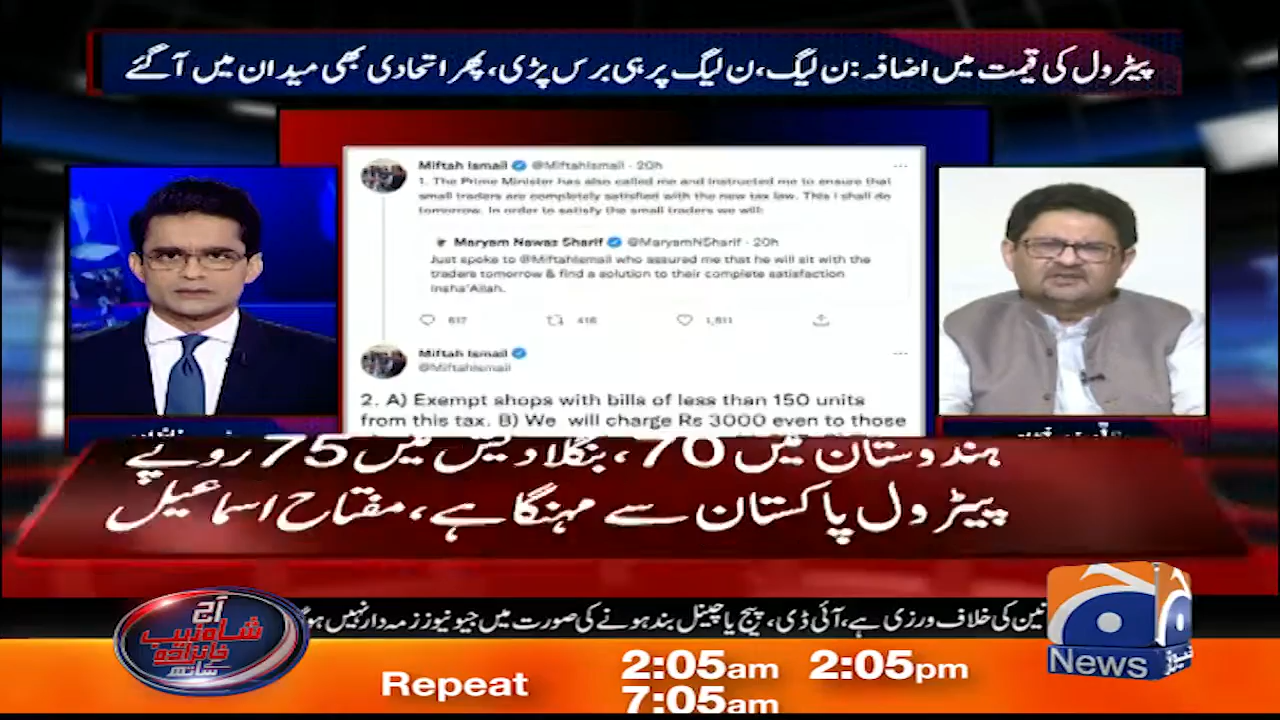 پیٹرول کی قیمت میں اضافہ: ن لیگ، ن لیگ پر ہی برس پڑی، پھر اتحادی بھی میدان میں آ گئے
Miftah Ismail @MiftahIsmail · 20h
1. The Prime Minister has also called me and instructed me to ensure that
small traders are completely satisfied with the new tax law. This I shall do
tomorrow. In order to satisfy the small traders we will:
Maryam Nawaz Sharif @MaryamNSharif · 20h
Just spoke to @MiftahIsmail who assured me that he will sit with the
traders tomorrow & find a solution to their complete satisfaction
Insha'Allah.
617 416 1,511
Miftah Ismail
@MiftahIsmail
2. A) Exempt shops with bills of less than 150 units
from this tax. B) We will charge Rs 3000 even to those
ہندوستان میں 70، بنگلادیس میں 75 روپے
پیٹرول پاکستان سے مہنگا ہے، مفتاح اسماعیل
کی خلاف ورزی ہے، آئی ڈی، پیج یا چینل بند ہونے کی صورت میں جیو نیوز زمہ دار نہیں
آج
شاہزیب
خانزادہ
کے ساتھ
Geo
News نیوز
Repeat
2:05am 2:05pm
7:05am